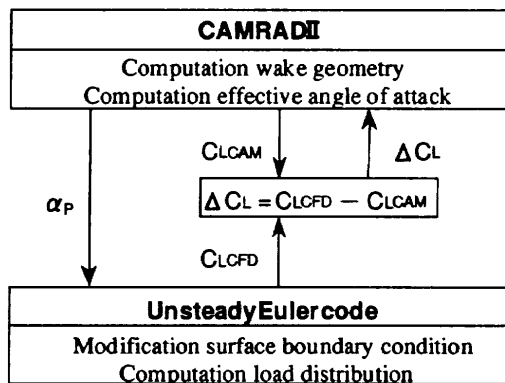 CAMRADII
Computation wake geometry
Computation effective angle of attack
CLCAM
ΔCL
αP
ΔCL = CLCFD − CLCAM
CLCFD
UnsteadyEulercode
Modification surface boundary condition
Computation load distribution